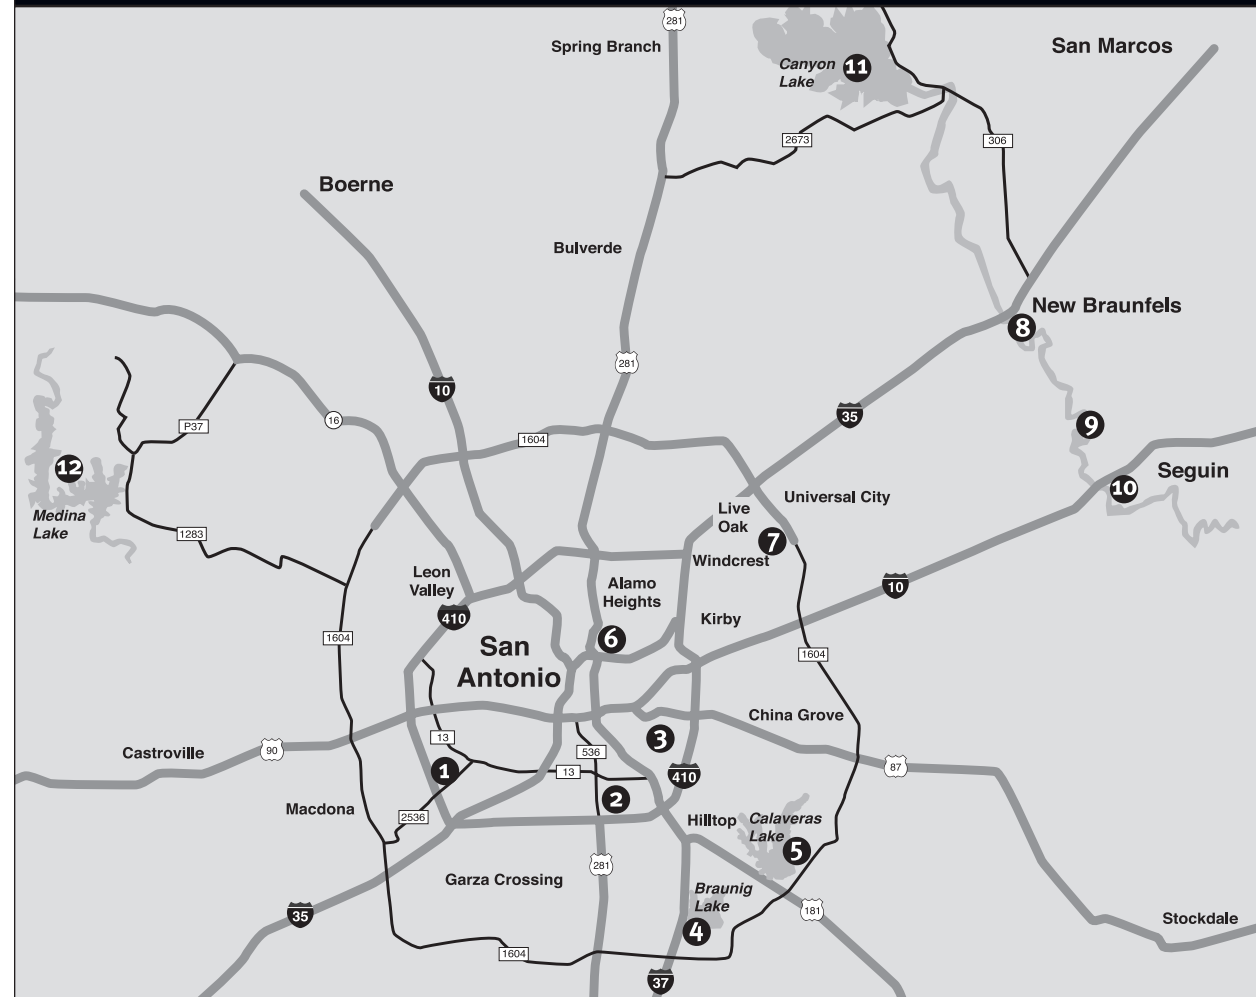 281
Spring Branch
Canyon
Lake
11
San Marcos
2673
306
Boerne
Bulverde
New Braunfels
8
281
10
16
35
P37
1604
9
12
Seguin
10
Medina
Lake
1283
Universal City
Live
Oak
7
Windcrest
Leon
Valley
Alamo
Heights
10
410
Kirby
6
1604
San
Antonio
1604
China Grove
13
3
536
Castroville
90
1
13
410
87
2
Macdona
2536
Hilltop
Calaveras
Lake
5
281
Garza Crossing
Braunig
Lake
35
181
4
Stockdale
1604
37